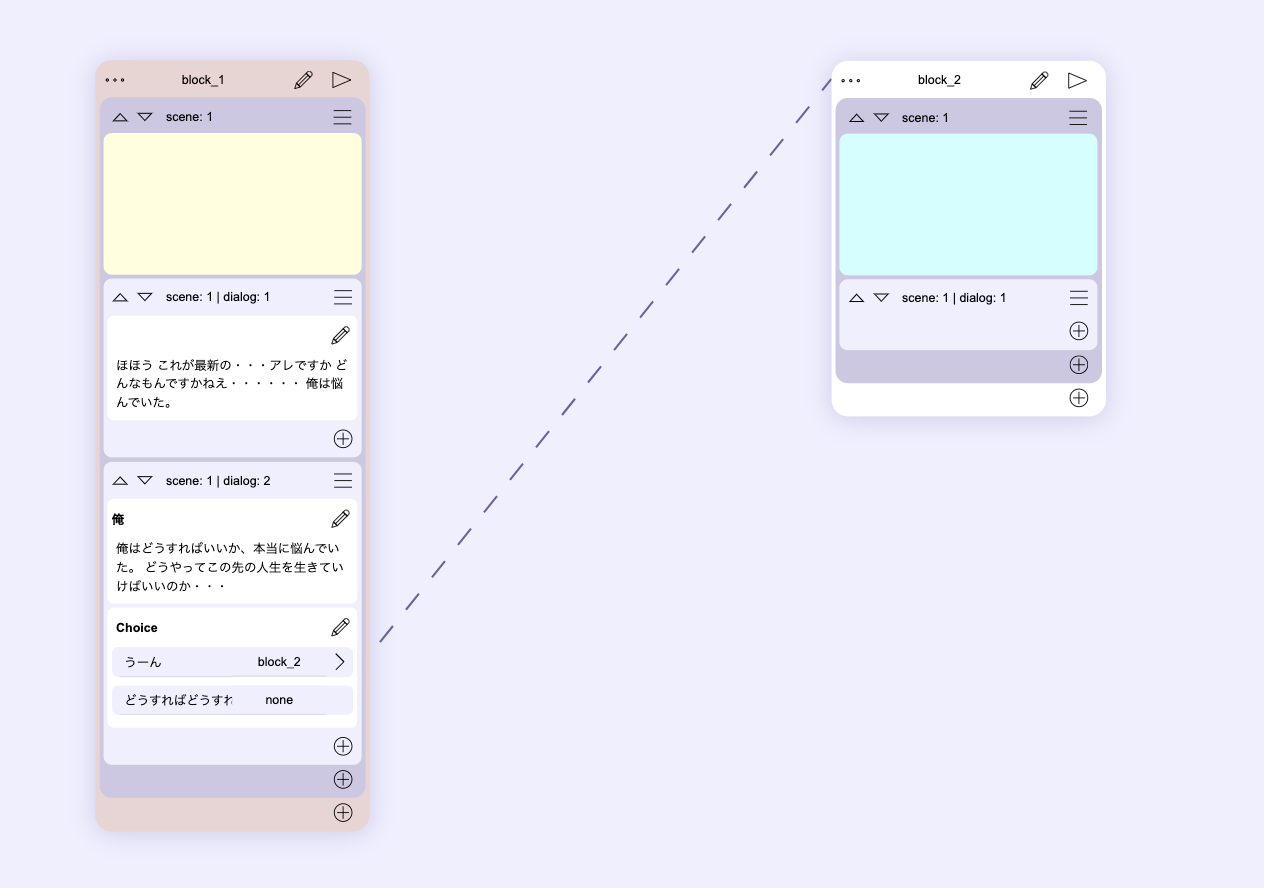 block_1
scene: 1
scene: 1 | dialog: 1
ほほう これが最新の・・・アレですか ど
んなもんですかねえ・・・・・・ 俺は悩
んでいた。
scene: 1 | dialog: 2
俺
俺はどうすればいいか、本当に悩んでい
た。 どうやってこの先の人生を生きてい
けばいいのか・・・
Choice
うーん block_2
どうすればどうすれ none
block_2
scene: 1
scene: 1 | dialog: 1